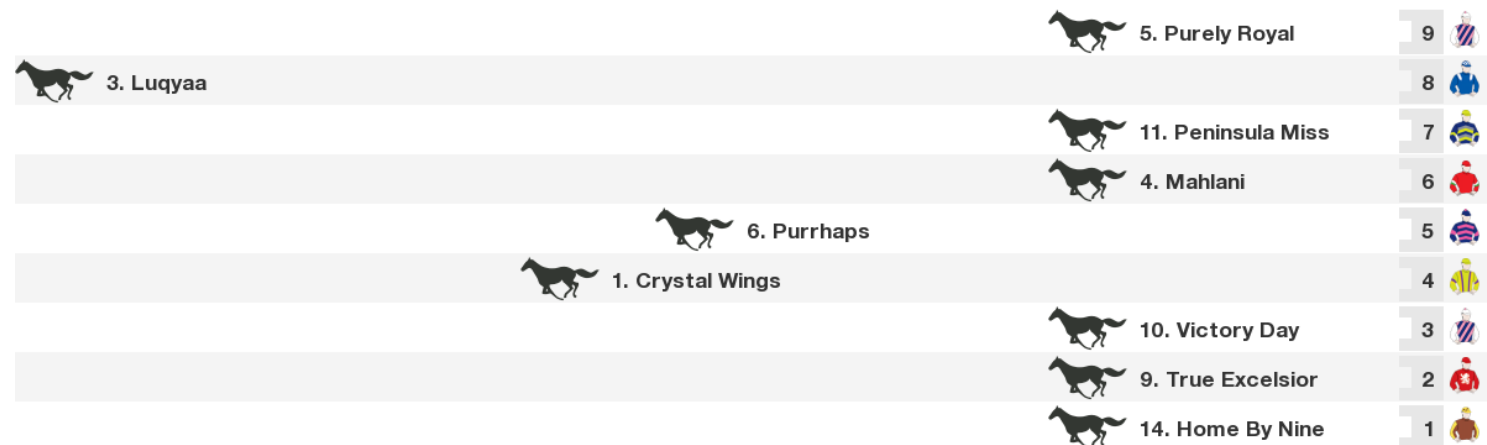 5. Purely Royal 9
3. Luqyaa 8
11. Peninsula Miss 7
4. Mahlani 6
6. Purrhaps 5
1. Crystal Wings 4
10. Victory Day 3
9. True Excelsior 2
14. Home By Nine 1